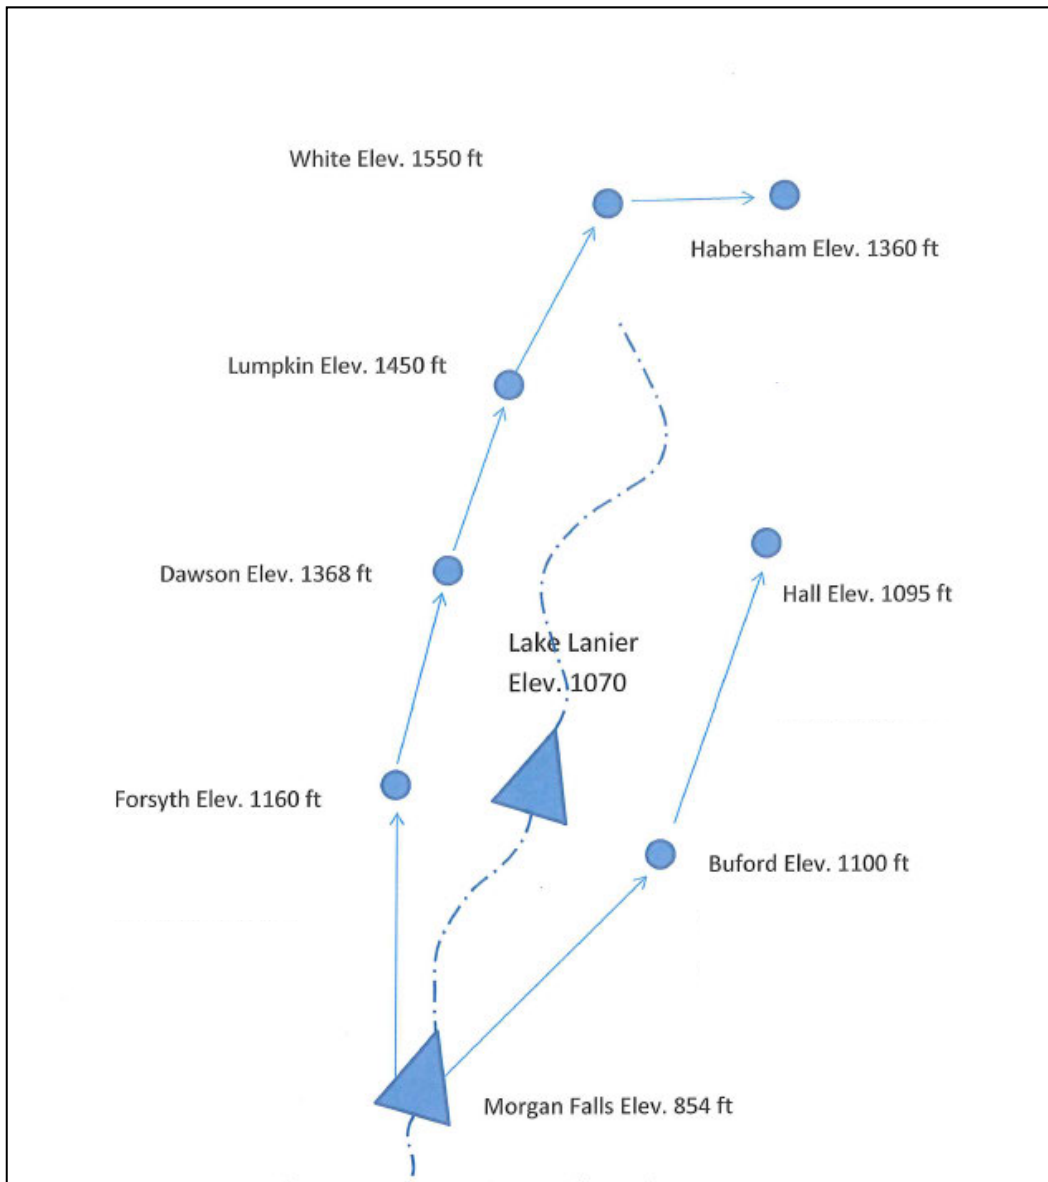 White Elev. 1550 ft
Habersham Elev. 1360 ft
Lumpkin Elev. 1450 ft
Dawson Elev. 1368 ft
Hall Elev. 1095 ft
Lake Lanier
Elev. 1070
Forsyth Elev. 1160 ft
Buford Elev. 1100 ft
Morgan Falls Elev. 854 ft